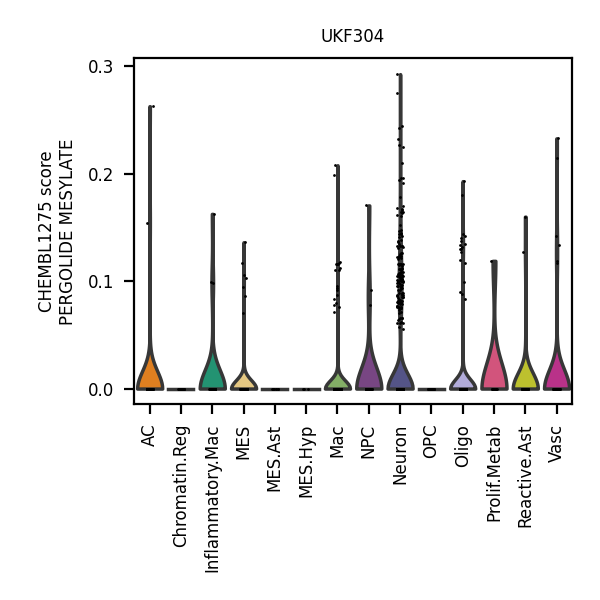 UKF304
CHEMBL1275 score
PERGOLIDE MESYLATE
0.3
0.2
0.1
0.0
AC
Chromatin.Reg
Inflammatory.Mac
MES
MES.Ast
MES.Hyp
Mac
NPC
Neuron
OPC
Oligo
Prolif.Metab
Reactive.Ast
Vasc